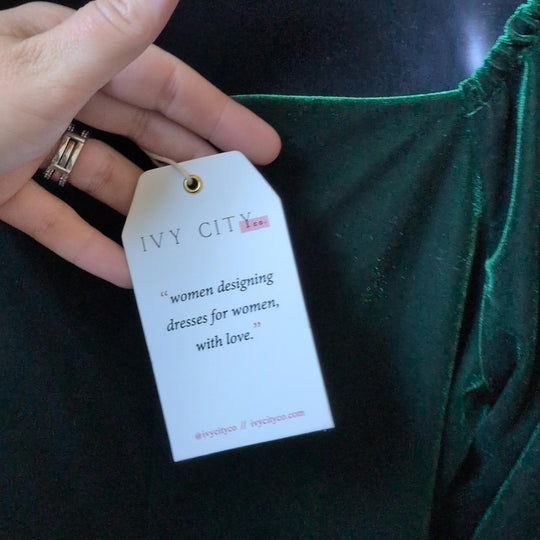 IVY CITY Co.
“women designing
dresses for women,
with love.”
@ivycityco // ivycityco.com